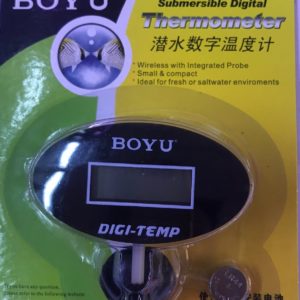 BOYU
Submersible Digital
Thermometer
潜水数字温度计
Wireless with Integrated Probe
Small & compact
Ideal for fresh or saltwater enviroments
BOYU
DIGI-TEMP